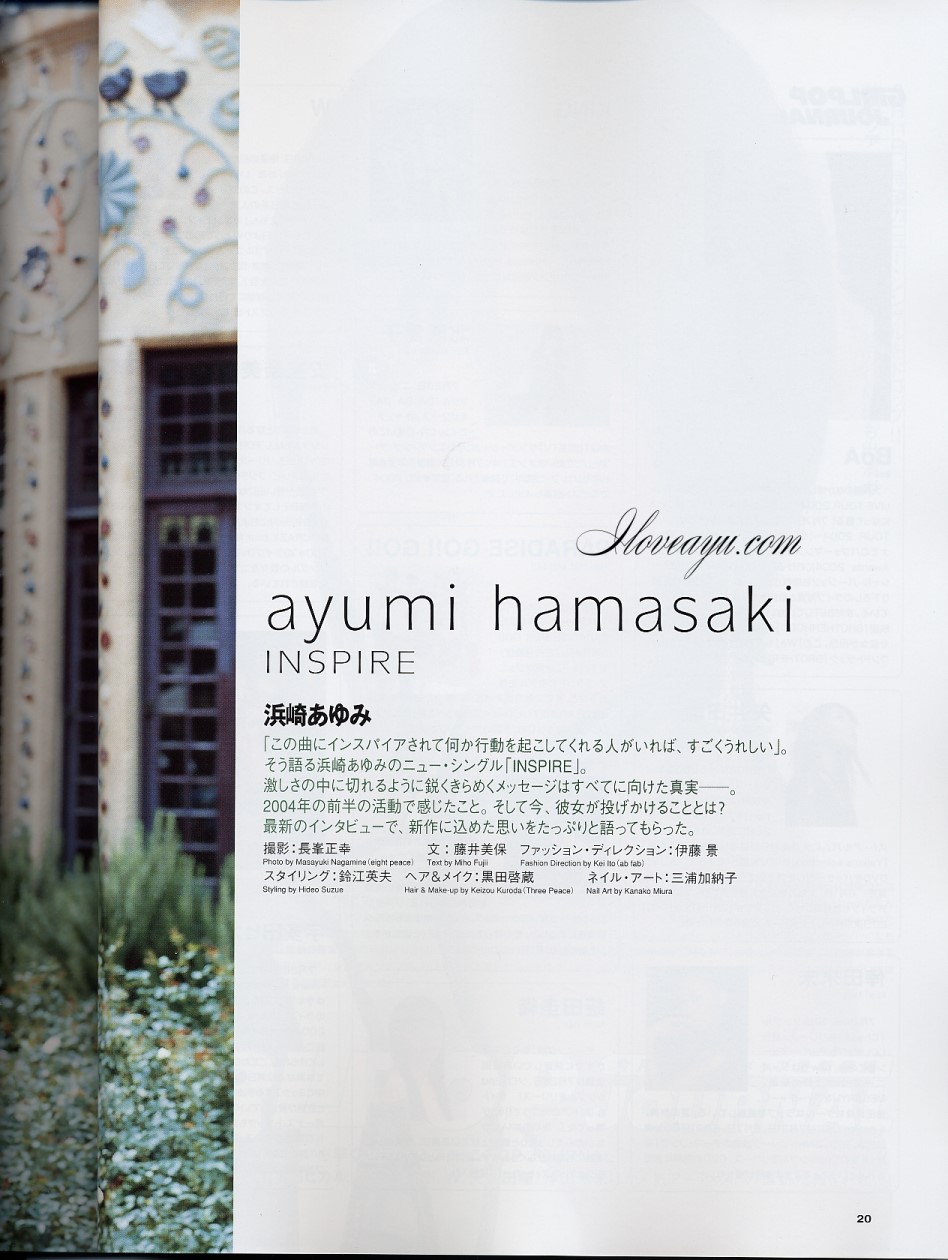 Iloveayu.com
ayumi hamasaki
INSPIRE
浜崎あゆみ
「この曲にインスパイアされて何か行動を起こしてくれる人がいれば、すごくうれしい」。
そう語る浜崎あゆみのニュー・シングル「INSPIRE」。
激しさの中に切れるように鋭くきらめくメッセージはすべてに向けた真実——。
2004年の前半の活動で感じたこと。そして今、彼女が投げかけることとは?
最新のインタビューで、新作に込めた思いをたっぷりと語ってもらった。
撮影:長峯正幸 文:藤井美保 ファッション・ディレクション:伊藤 景
Photo by Masayuki Nagamine(eight peace) Text by Miho Fujii Fashion Direction by Kei Ito(ab fab)
スタイリング:鈴江英夫 ヘア&メイク:黒田啓蔵 ネイル・アート:三浦加納子
Styling by Hideo Suzue Hair & Make-up by Keizou Kuroda(Three Peace) Nail Art by Kanako Miura
20